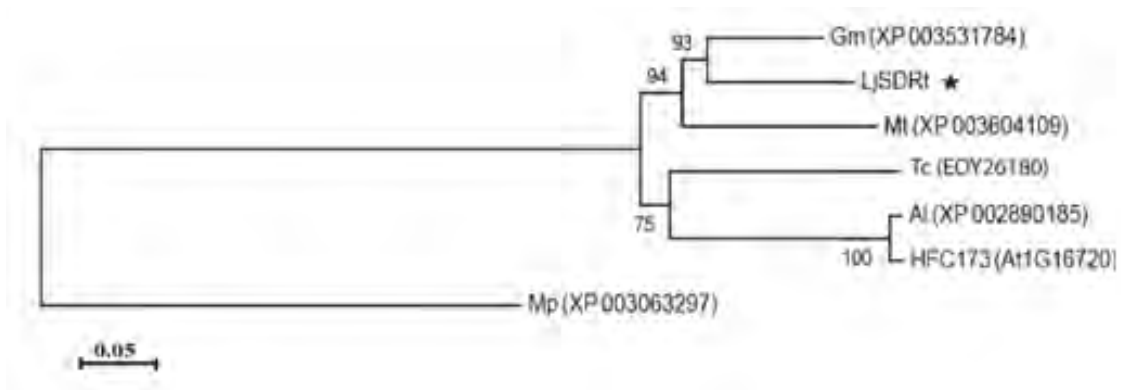 Gm (XP 003531784)
93
LjSDRt ★
94
Mt (XP 003604109)
Tc (EOY26180)
75
Al (XP 002890185)
100
HFC173 (At1G16720)
Mp (XP 003063297)
0.05